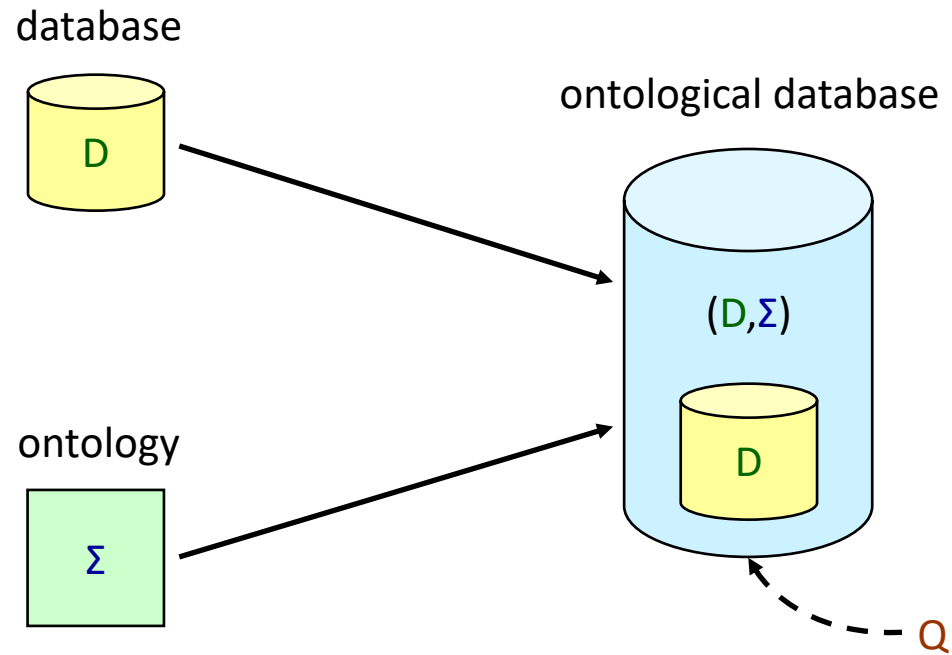 database
D
ontological database
(D,Σ)
D
ontology
Σ
Q